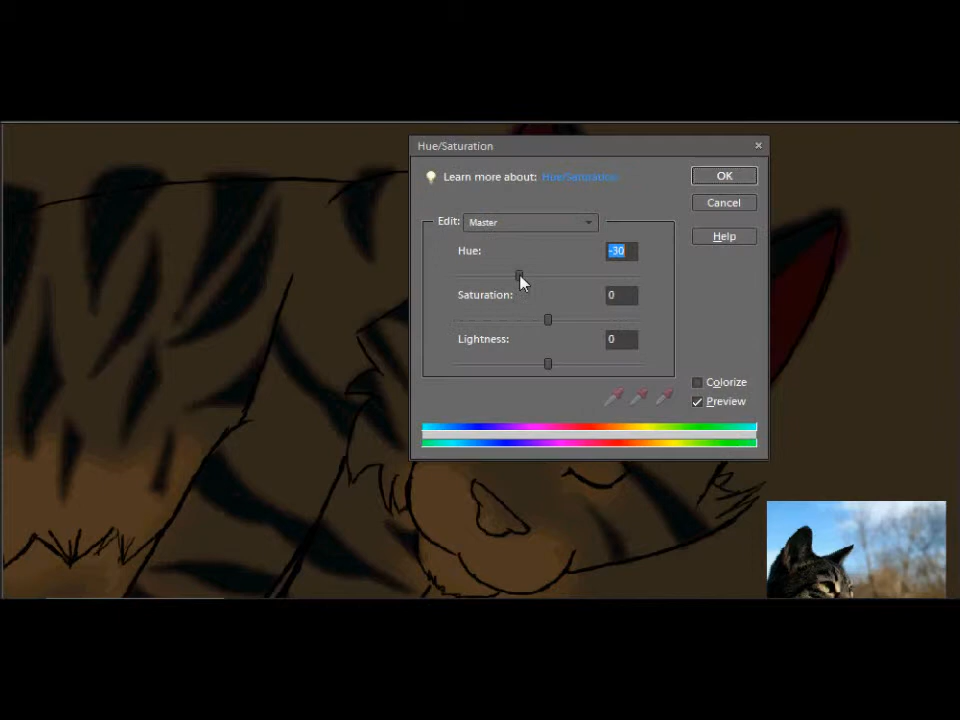 Hue/Saturation
Learn more about: Hue/Saturation
OK
Cancel
Help
Edit: Master
Hue: -30
Saturation: 0
Lightness: 0
Colorize
Preview